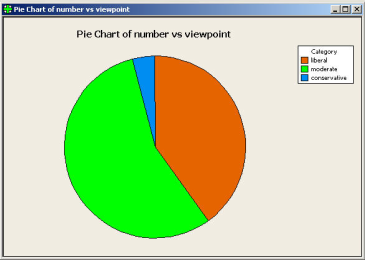 Pie Chart of number vs viewpoint
Pie Chart of number vs viewpoint
Category
liberal
moderate
conservative